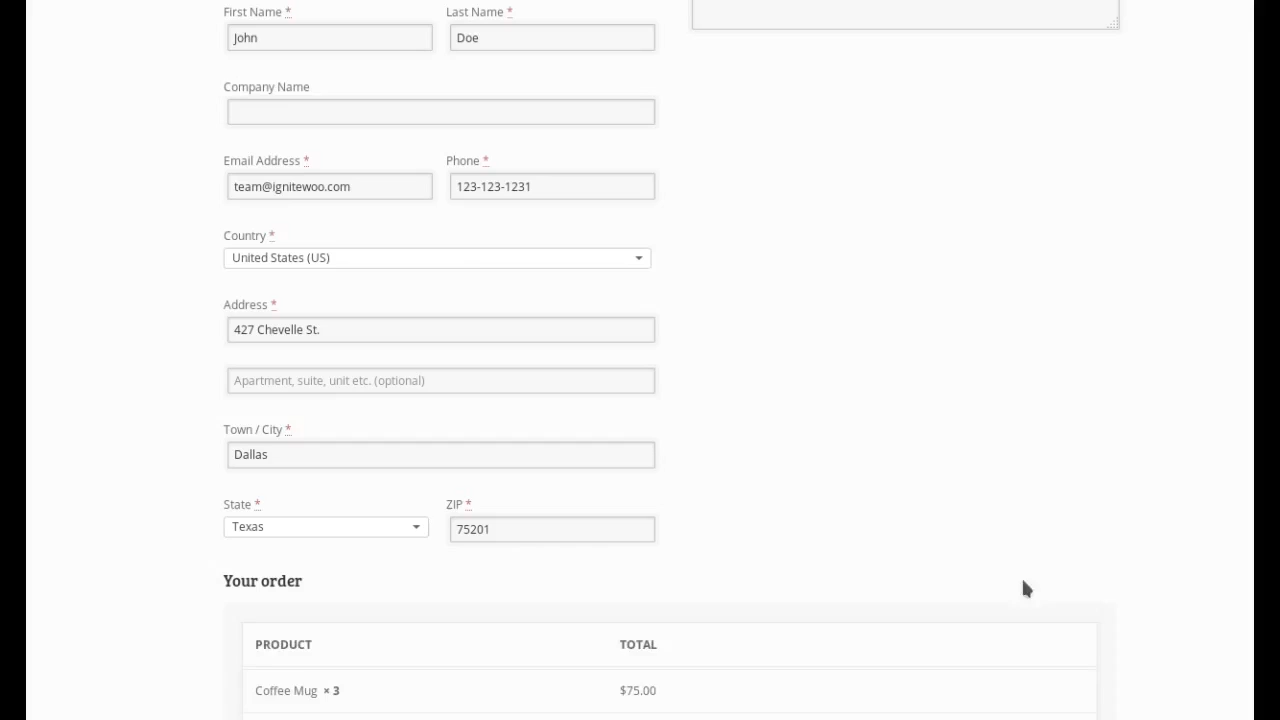 First Name * Last Name *
John Doe
Company Name
Email Address * Phone *
team@ignitewoo.com 123-123-1231
Country *
United States (US)
Address *
427 Chevelle St.
Apartment, suite, unit etc. (optional)
Town / City *
Dallas
State * ZIP *
Texas 75201
Your order
PRODUCT TOTAL
Coffee Mug × 3 $75.00